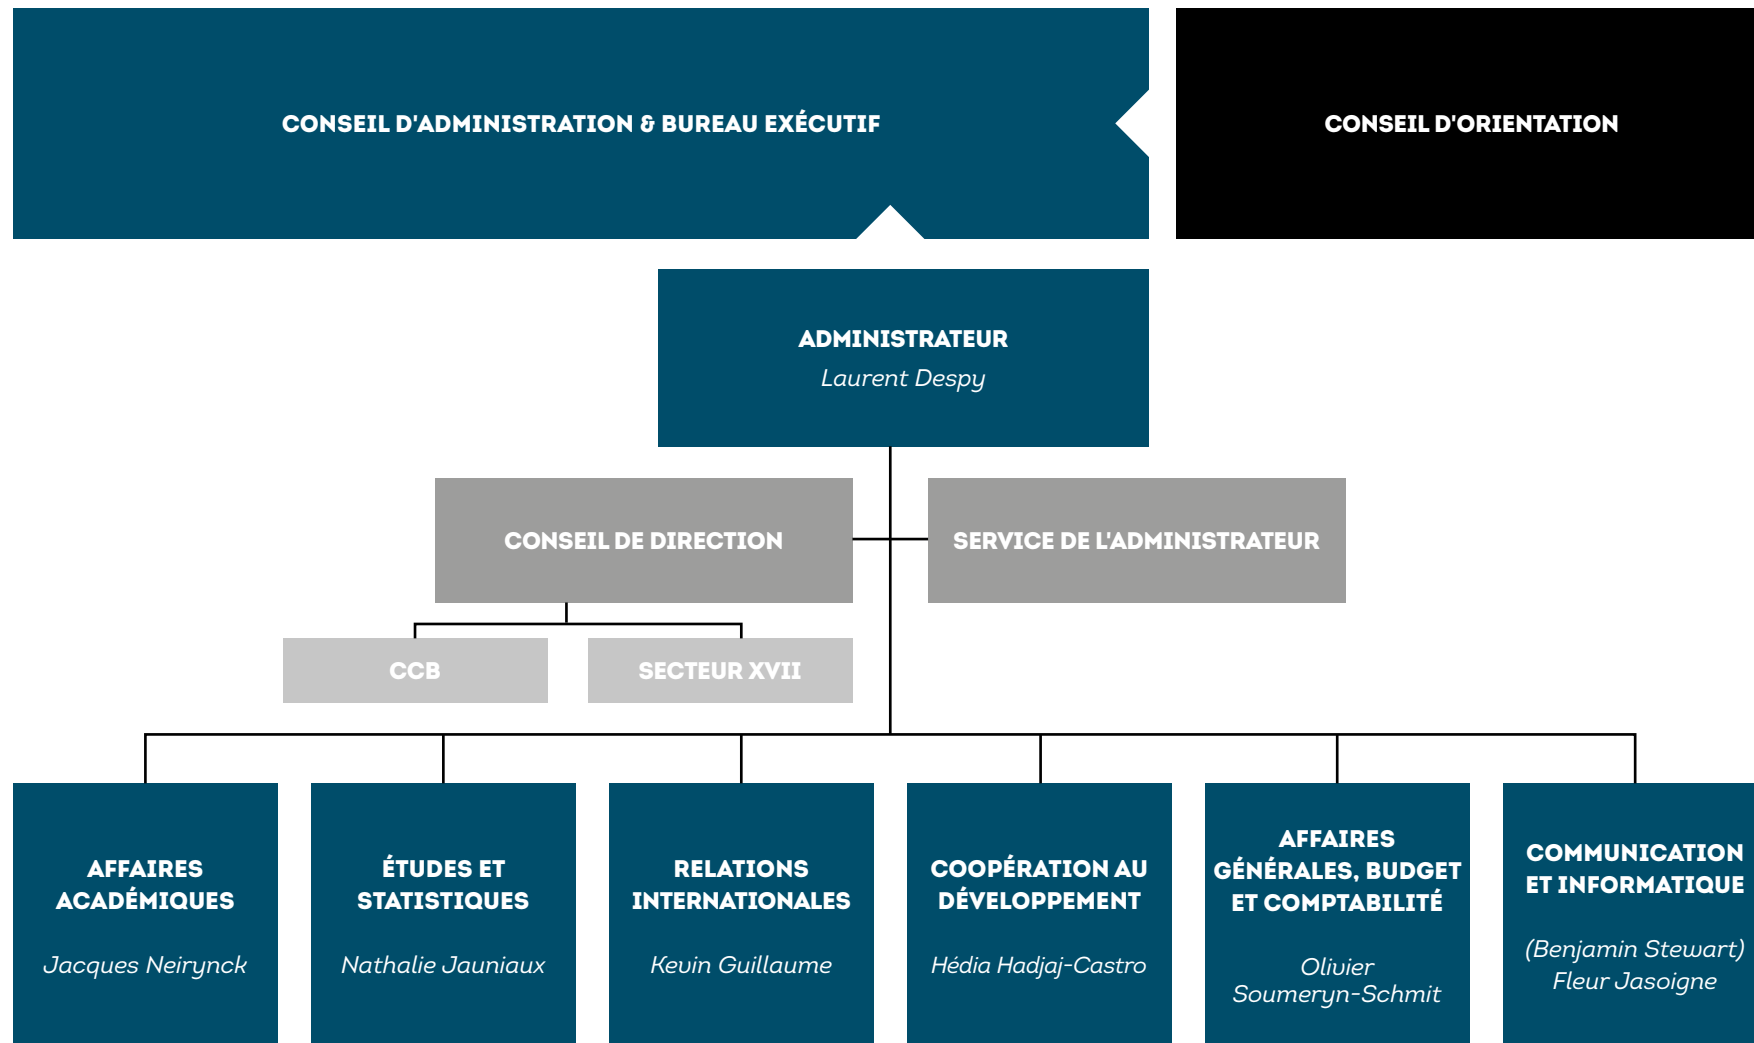 CONSEIL D'ADMINISTRATION & BUREAU EXÉCUTIF
CONSEIL D'ORIENTATION
ADMINISTRATEUR
Laurent Despy
CONSEIL DE DIRECTION
SERVICE DE L'ADMINISTRATEUR
CCB
SECTEUR XVII
AFFAIRES
ACADÉMIQUES
Jacques Neirynck
ÉTUDES ET
STATISTIQUES
Nathalie Jauniaux
RELATIONS
INTERNATIONALES
Kevin Guillaume
COOPÉRATION AU
DÉVELOPPEMENT
Hédia Hadjaj-Castro
AFFAIRES
GÉNÉRALES, BUDGET
ET COMPTABILITÉ
Olivier
Soumeryn-Schmit
COMMUNICATION
ET INFORMATIQUE
(Benjamin Stewart)
Fleur Jasoigne